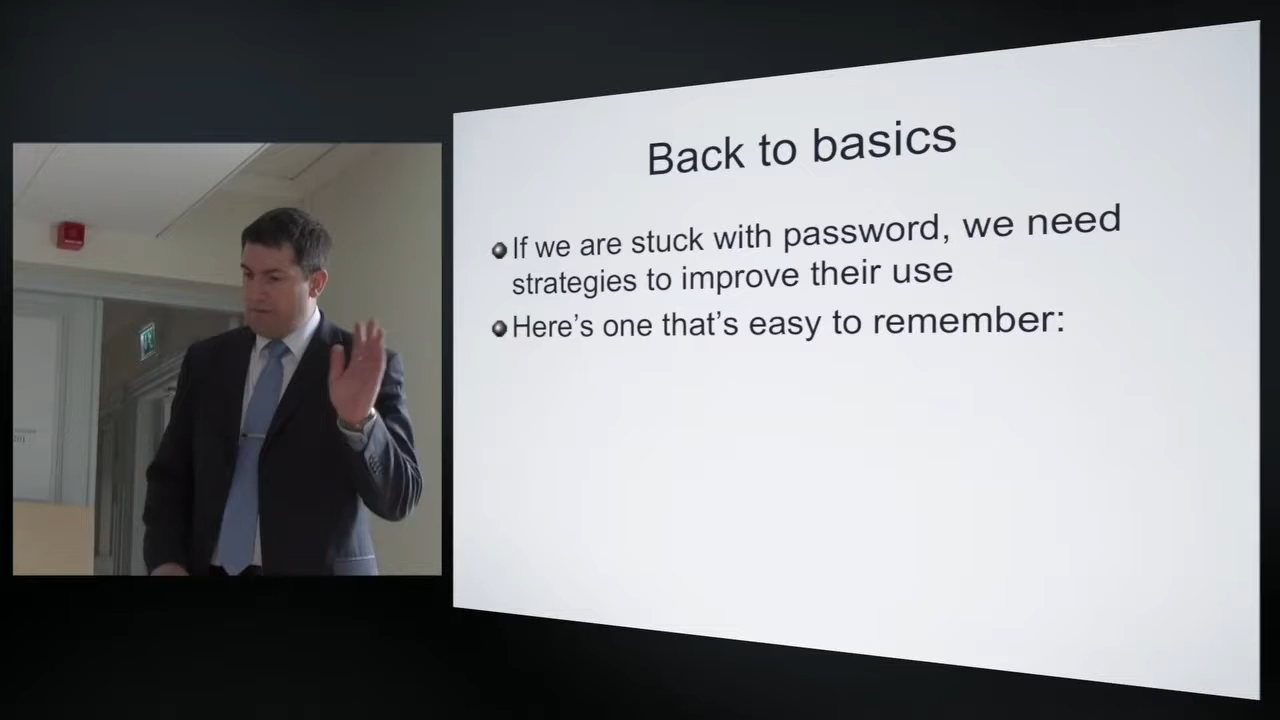 Back to basics
If we are stuck with password, we need
strategies to improve their use
Here's one that's easy to remember: